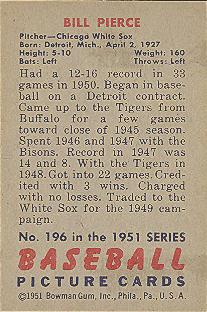 BILL PIERCE
Pitcher—Chicago White Sox
Born: Detroit, Mich., April 2, 1927
Height: 5-10 Weight: 160
Bats: Left Throws: Left
Had a 12-16 record in 33
games in 1950. Began in base-
ball on a Detroit contract.
Came up to the Tigers from
Buffalo for a few games
toward close of 1945 season.
Spent 1946 and 1947 with the
Bisons. Record in 1947 was
14 and 8. With the Tigers in
1948. Got into 22 games. Cred-
ited with 3 wins. Charged
with no losses. Traded to the
White Sox for the 1949 cam-
paign.
No. 196 in the 1951 SERIES
BASEBALL
PICTURE CARDS
©1951 Bowman Gum, Inc., Phila., Pa., U. S. A.